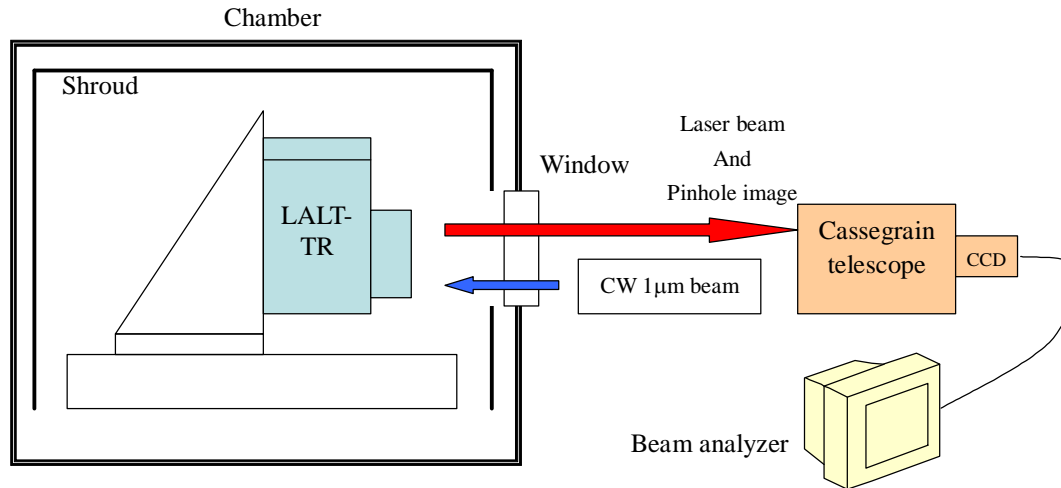 Chamber
Shroud
LALT-
TR
Window
Laser beam
And
Pinhole image
CW 1μm beam
Cassegrain
telescope
CCD
Beam analyzer